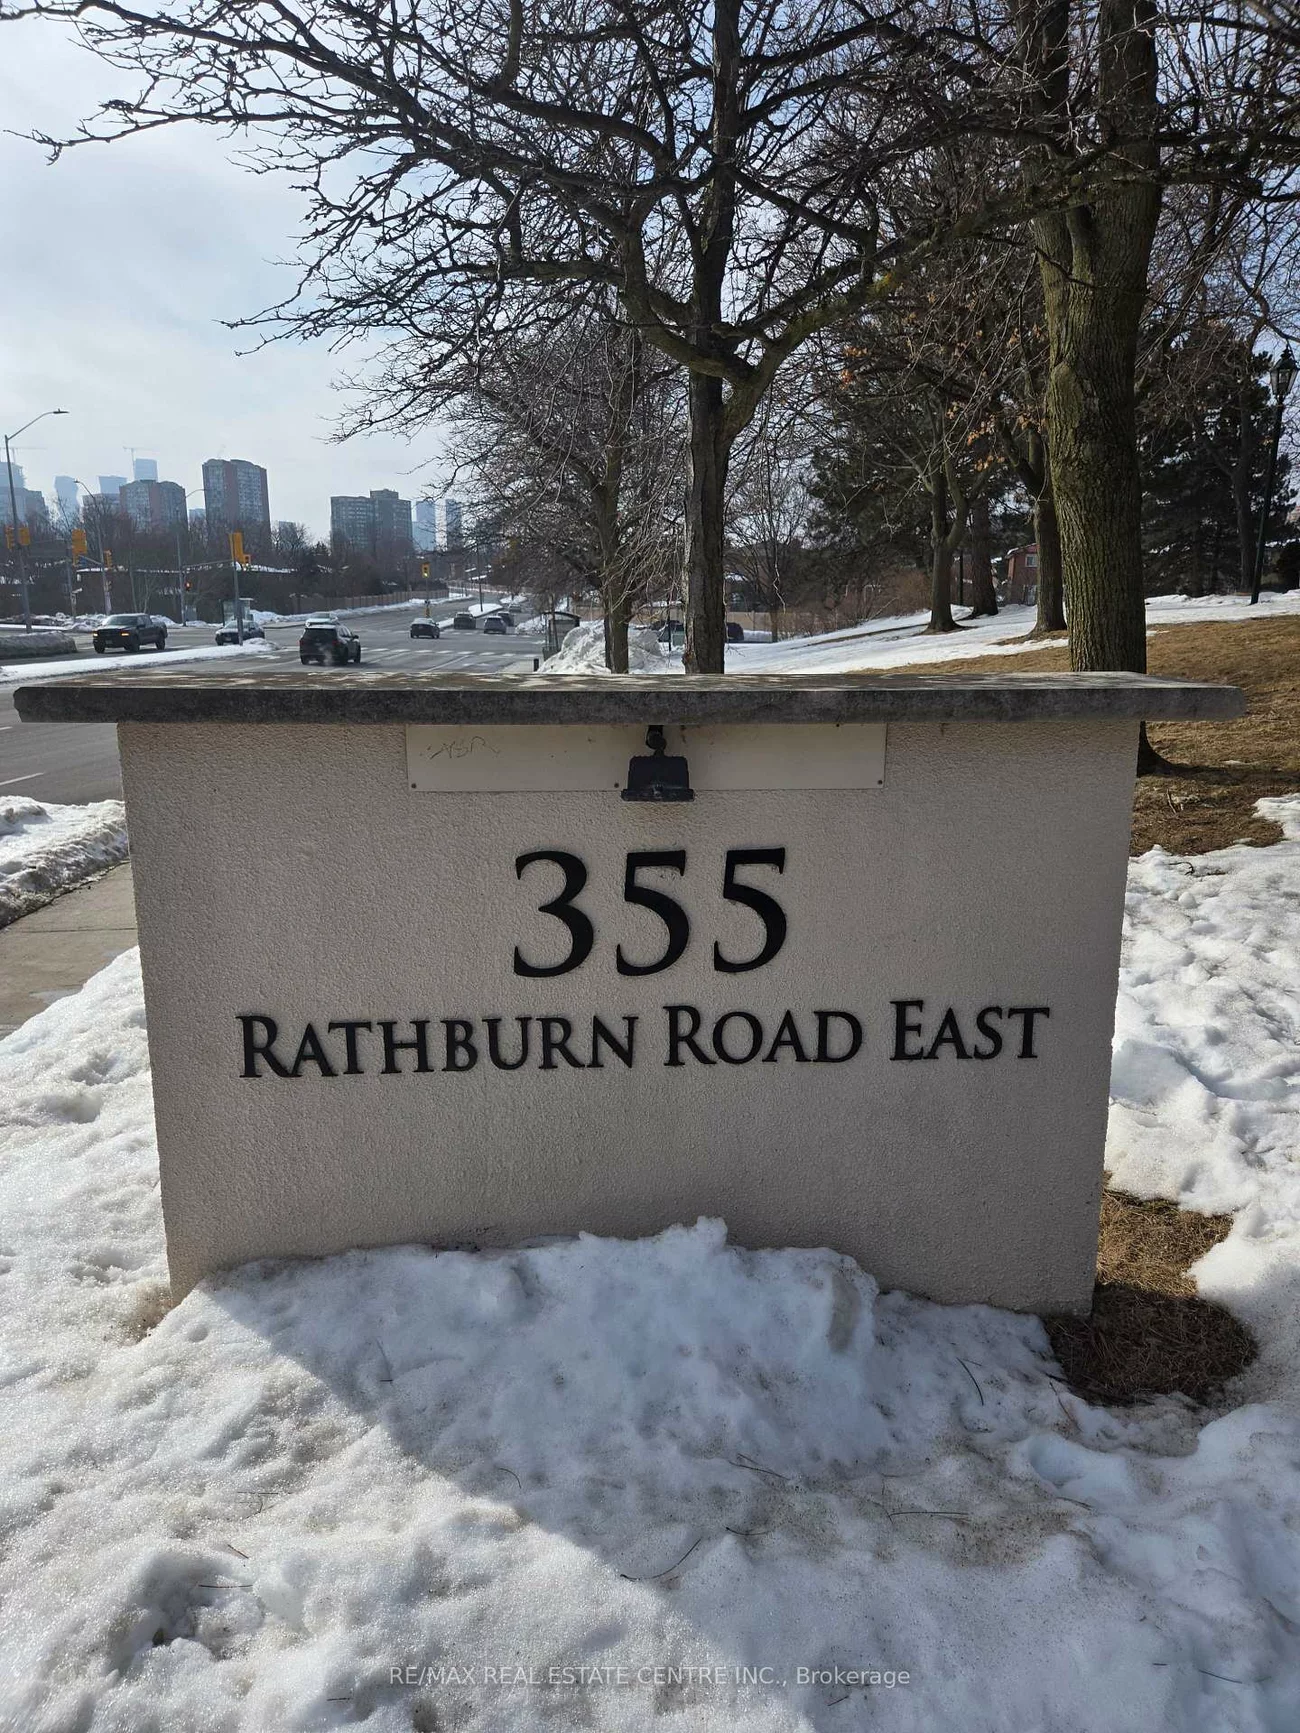 355
RATHBURN ROAD EAST
RE/MAX REAL ESTATE CENTRE INC., Brokerage